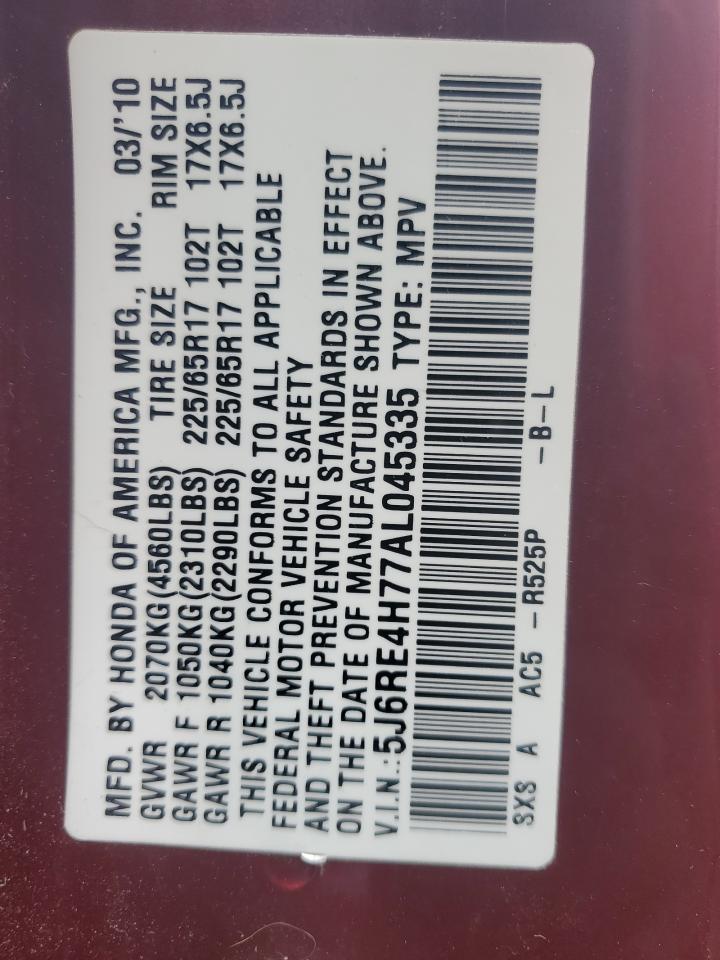 MFD. BY HONDA OF AMERICA MFG., INC. 03/'10
GVWR 2070KG(4560LBS) TIRE SIZE RIM SIZE
GAWR F 1050KG(2310LBS) 225/65R17 102T 17X6.5J
GAWR R 1040KG(2290LBS) 225/65R17 102T 17X6.5J
THIS VEHICLE CONFORMS TO ALL APPLICABLE
FEDERAL MOTOR VEHICLE SAFETY
AND THEFT PREVENTION STANDARDS IN EFFECT
ON THE DATE OF MANUFACTURE SHOWN ABOVE.
V.I.N.:5J6RE4H77AL045335 TYPE: MPV
SXS A AC5 -R525P -B-L